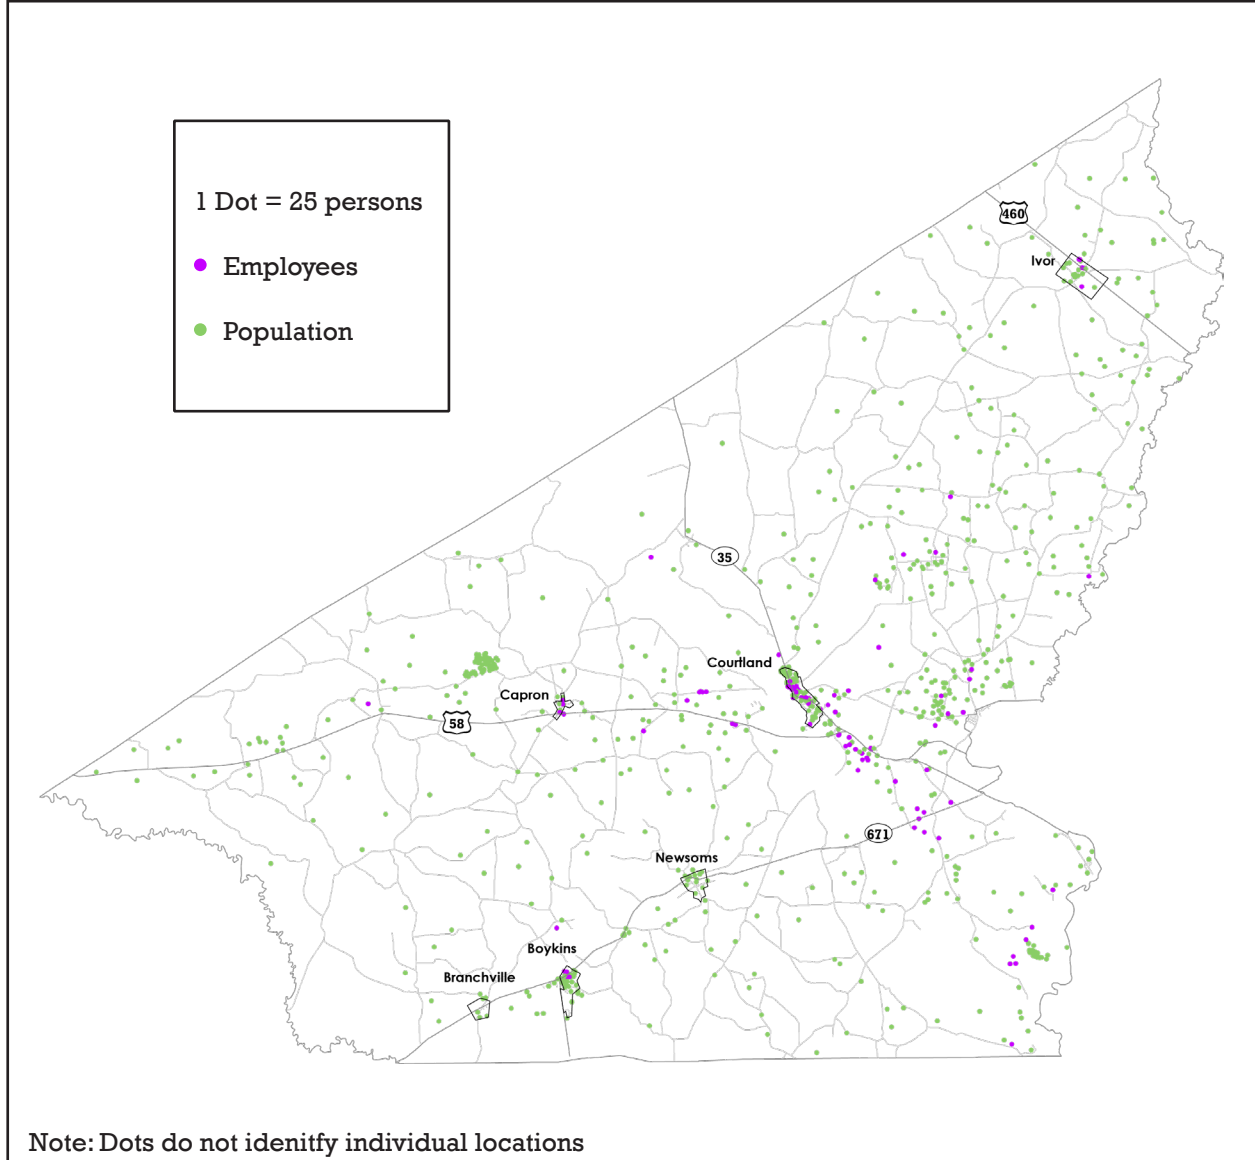 1 Dot = 25 persons
Employees
Population
460
Ivor
35
Courtland
Capron
58
671
Newsoms
Boykins
Branchville
Note: Dots do not idenitfy individual locations